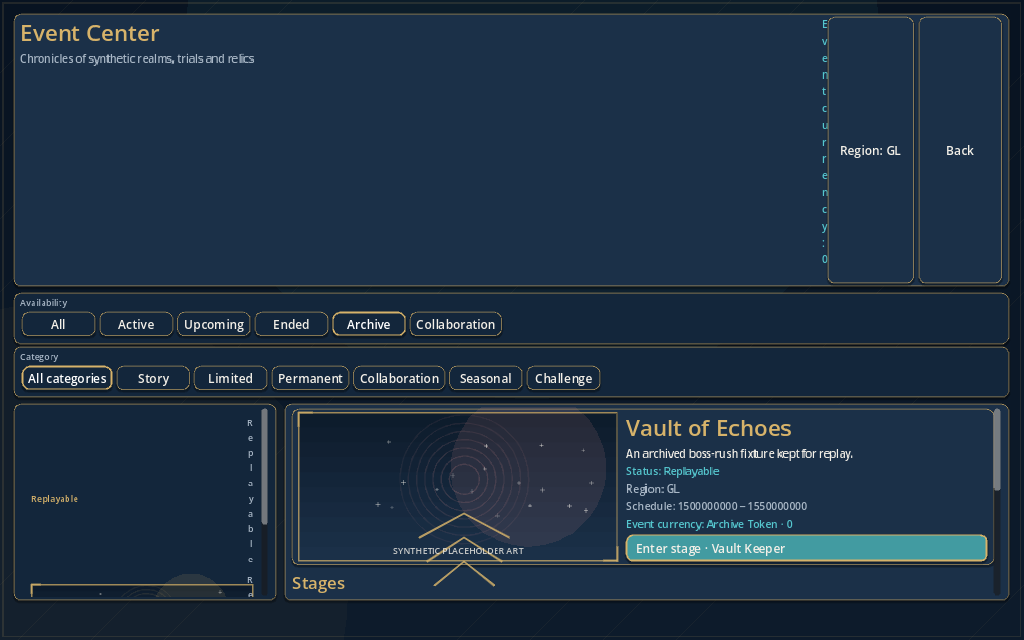 Event Center
Chronicles of synthetic realms, trials and relics
Event currency: 0
Region: GL
Back
Availability
All
Active
Upcoming
Ended
Archive
Collaboration
Category
All categories
Story
Limited
Permanent
Collaboration
Seasonal
Challenge
Replayable
Replayable
Re
SYNTHETIC PLACEHOLDER ART
Vault of Echoes
An archived boss-rush fixture kept for replay.
Status: Replayable
Region: GL
Schedule: 1500000000 – 1550000000
Event currency: Archive Token · 0
Enter stage · Vault Keeper
Stages